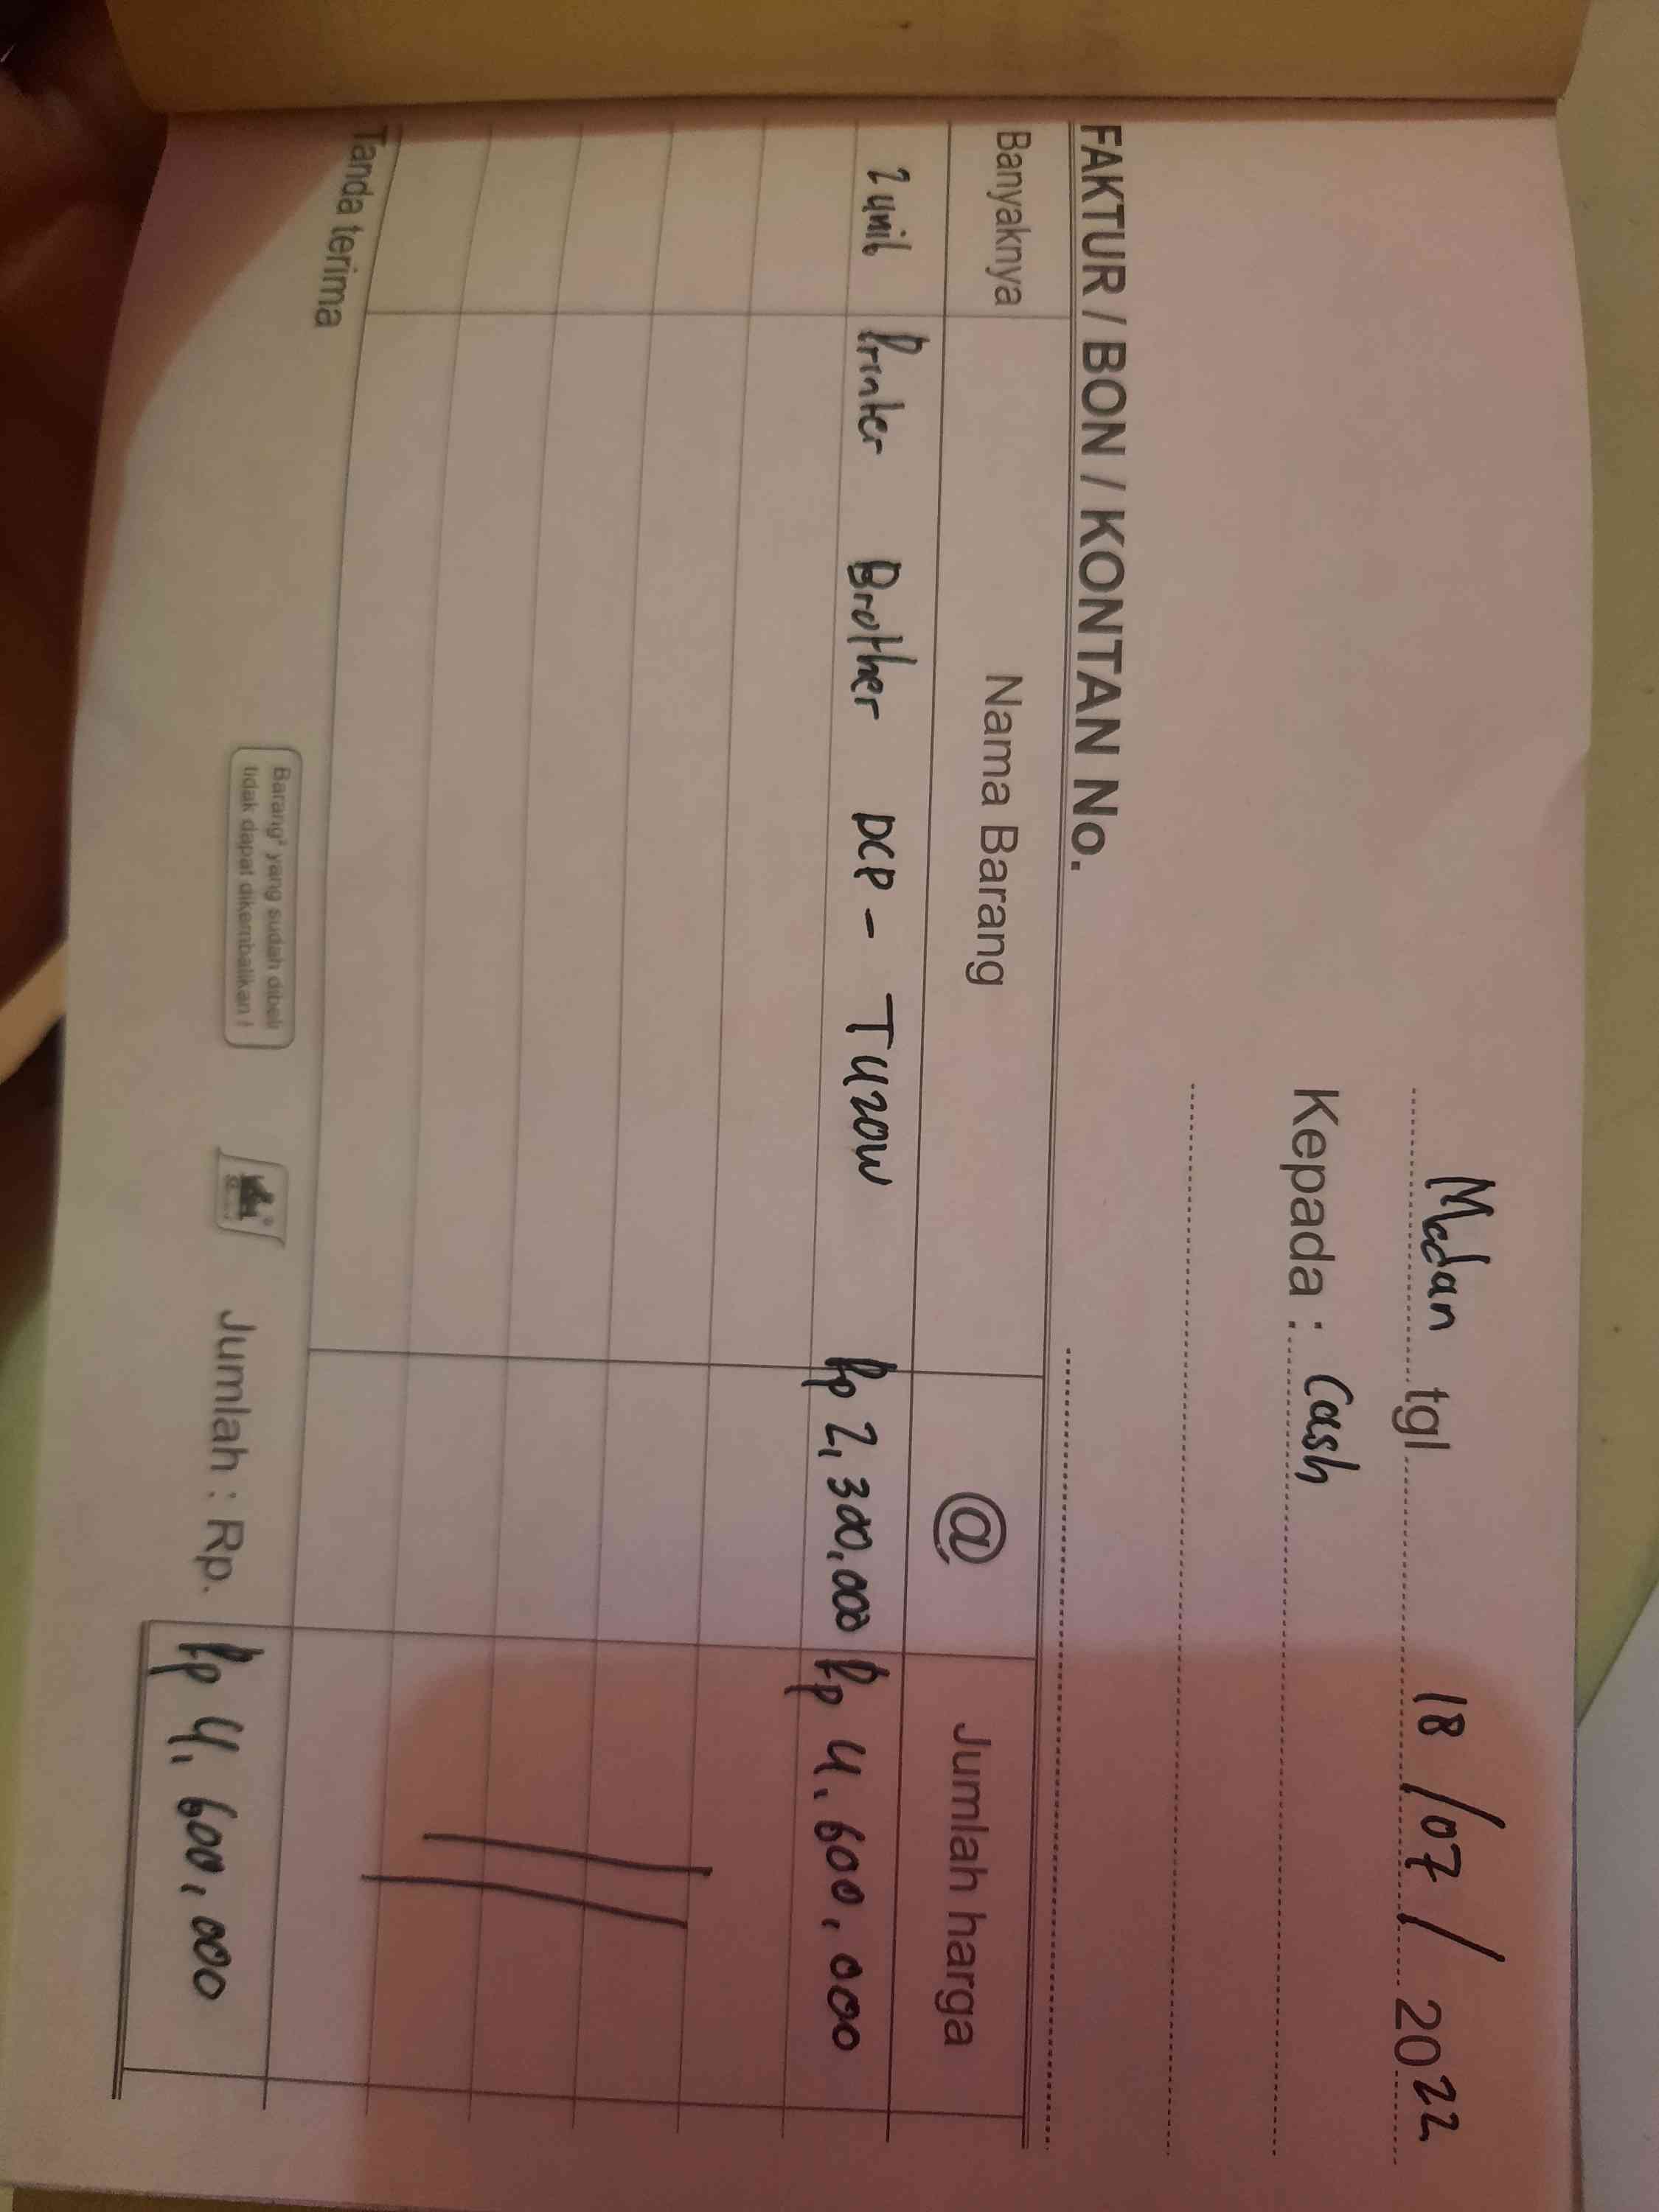 Medan tgl 18 / 07 / 2022
Kepada : Cash
FAKTUR / BON / KONTAN No.
Banyaknya Nama Barang @ Jumlah harga
2 unit Printer Brother DCP - T420W Rp 2,300,000 Rp 4,600,000
Tanda terima
Barang² yang sudah dibeli
tidak dapat dikembalikan !
Jumlah : Rp. Rp 4,600,000